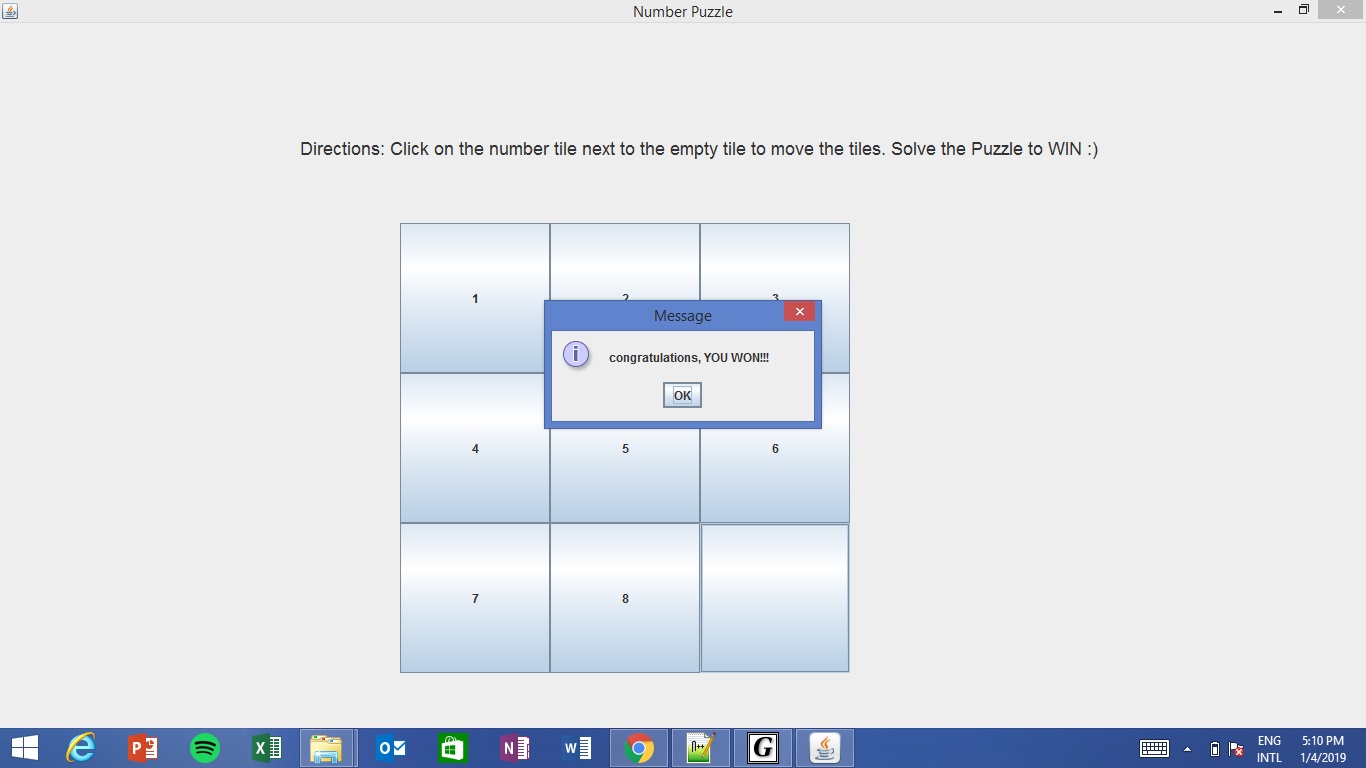 Number Puzzle
Directions: Click on the number tile next to the empty tile to move the tiles. Solve the Puzzle to WIN :)
1 2 3
Message
i congratulations, YOU WON!!!
OK
4 5 6
7 8
ENG 5:10 PM
INTL 1/4/2019